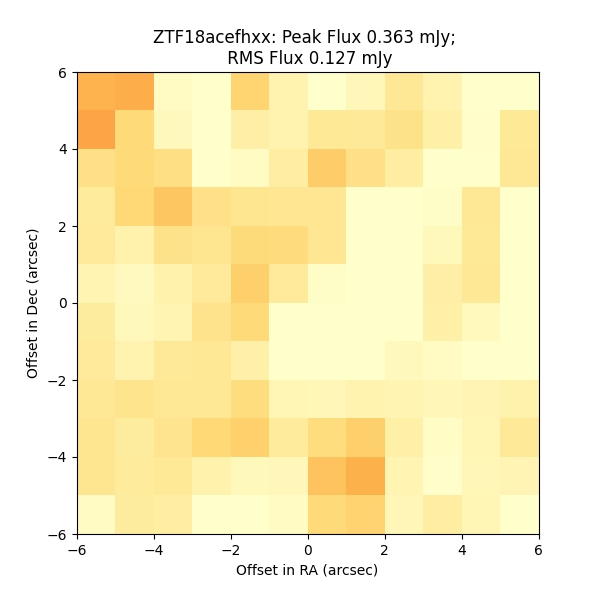 ZTF18acefhxx: Peak Flux 0.363 mJy;
RMS Flux 0.127 mJy
6
4
2
0
−2
−4
−6
Offset in Dec (arcsec)
−6 −4 −2 0 2 4 6
Offset in RA (arcsec)